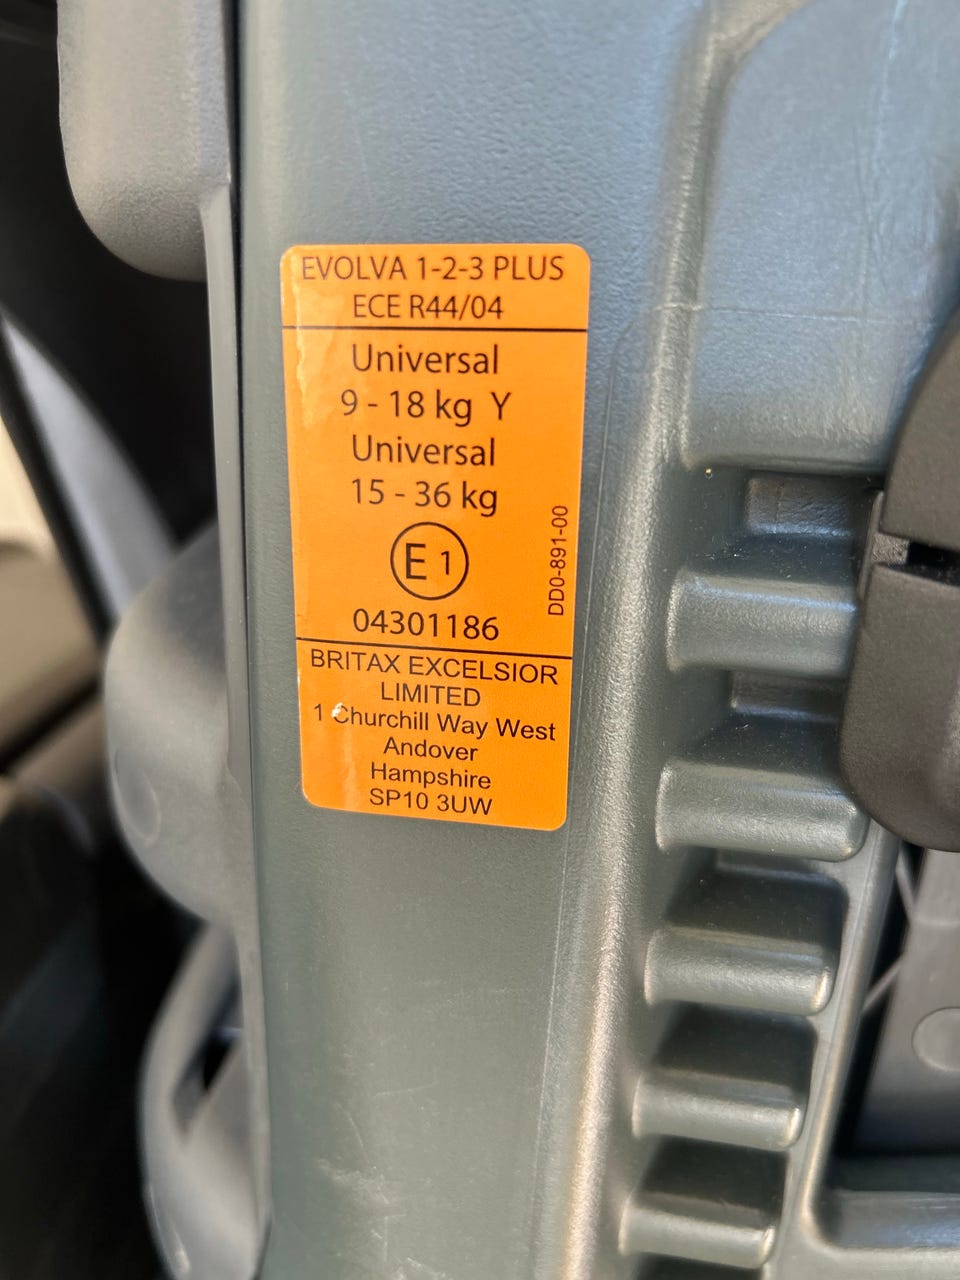 EVOLVA 1-2-3 PLUS
ECE R44/04
Universal
9 - 18 kg Y
Universal
15 - 36 kg
E 1
04301186
DD0-891-00
BRITAX EXCELSIOR
LIMITED
1 Churchill Way West
Andover
Hampshire
SP10 3UW